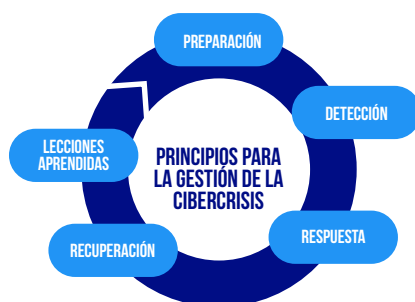 PREPARACIÓN
DETECCIÓN
LECCIONES
APRENDIDAS
PRINCIPIOS PARA
LA GESTIÓN DE LA
CIBERCRISIS
RESPUESTA
RECUPERACIÓN